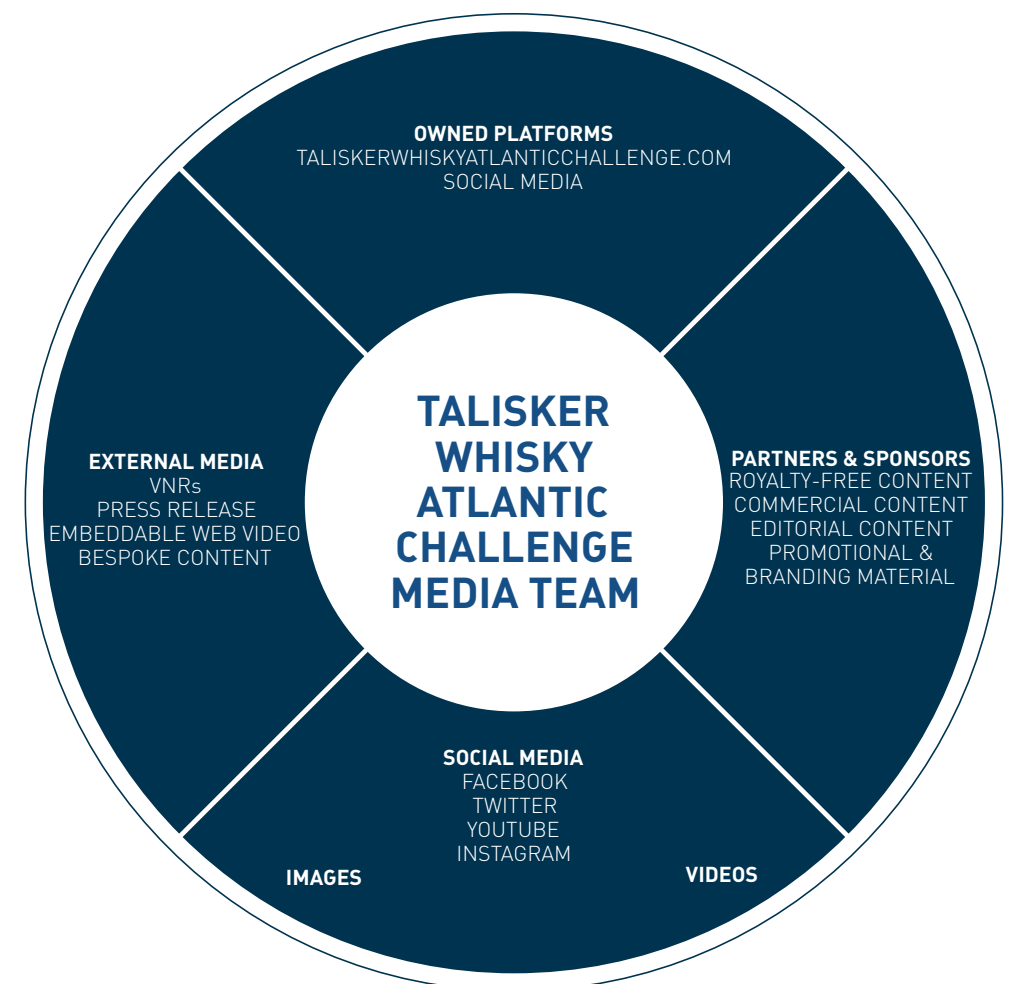 OWNED PLATFORMS
TALISKERWHISKYATLANTICCHALLENGE.COM
SOCIAL MEDIA
EXTERNAL MEDIA
VNRs
PRESS RELEASE
EMBEDDABLE WEB VIDEO
BESPOKE CONTENT
TALISKER
WHISKY
ATLANTIC
CHALLENGE
MEDIA TEAM
PARTNERS & SPONSORS
ROYALTY-FREE CONTENT
COMMERCIAL CONTENT
EDITORIAL CONTENT
PROMOTIONAL &
BRANDING MATERIAL
SOCIAL MEDIA
FACEBOOK
TWITTER
YOUTUBE
INSTAGRAM
IMAGES
VIDEOS